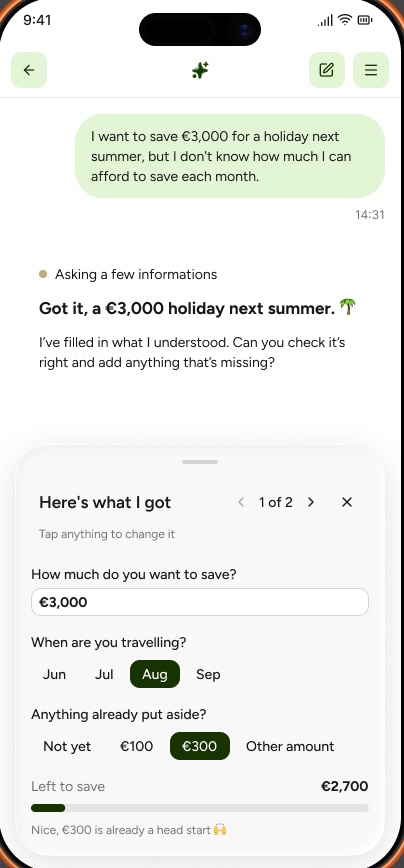 9:41
I want to save €3,000 for a holiday next
summer, but I don't know how much I can
afford to save each month.
14:31
Asking a few informations
Got it, a €3,000 holiday next summer. 🌴
I've filled in what I understood. Can you check it's
right and add anything that's missing?
Here's what I got
1 of 2
Tap anything to change it
How much do you want to save?
€3,000
When are you travelling?
Jun Jul Aug Sep
Anything already put aside?
Not yet €100 €300 Other amount
Left to save €2,700
Nice, €300 is already a head start 🙌